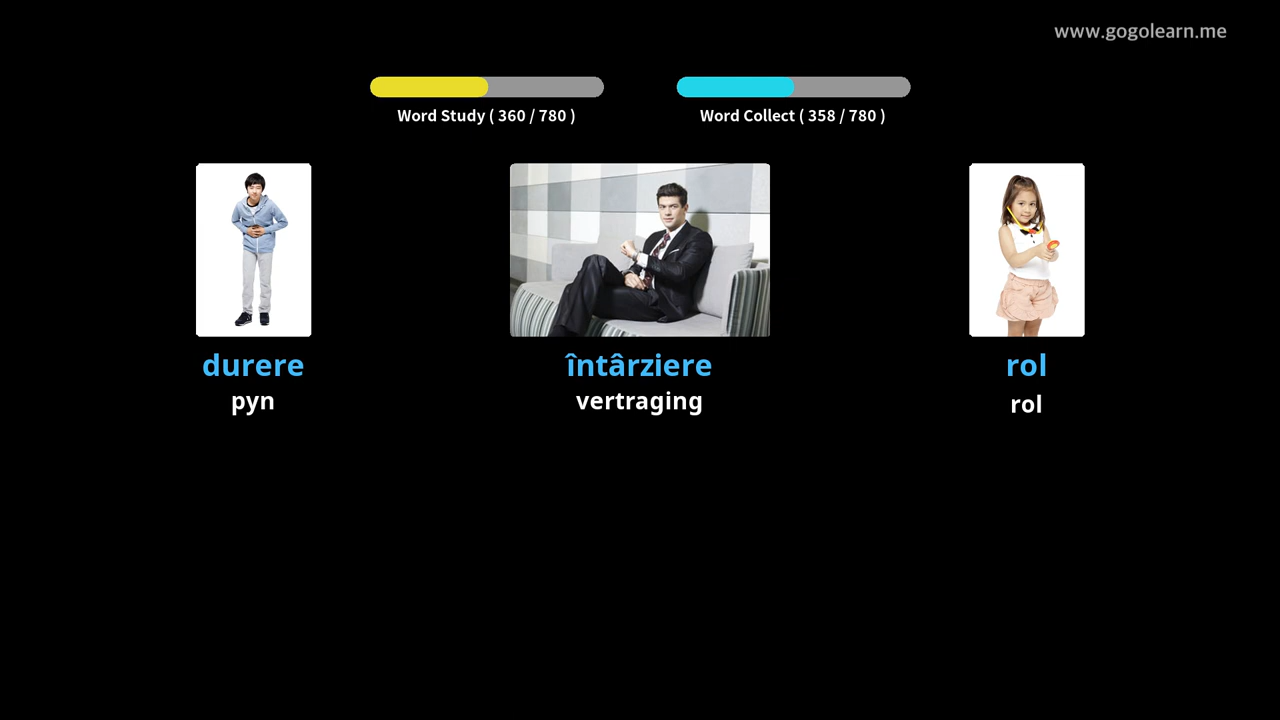 www.gogolearn.me
Word Study ( 360 / 780 )
Word Collect ( 358 / 780 )
durere
pyn
întârziere
vertraging
rol
rol